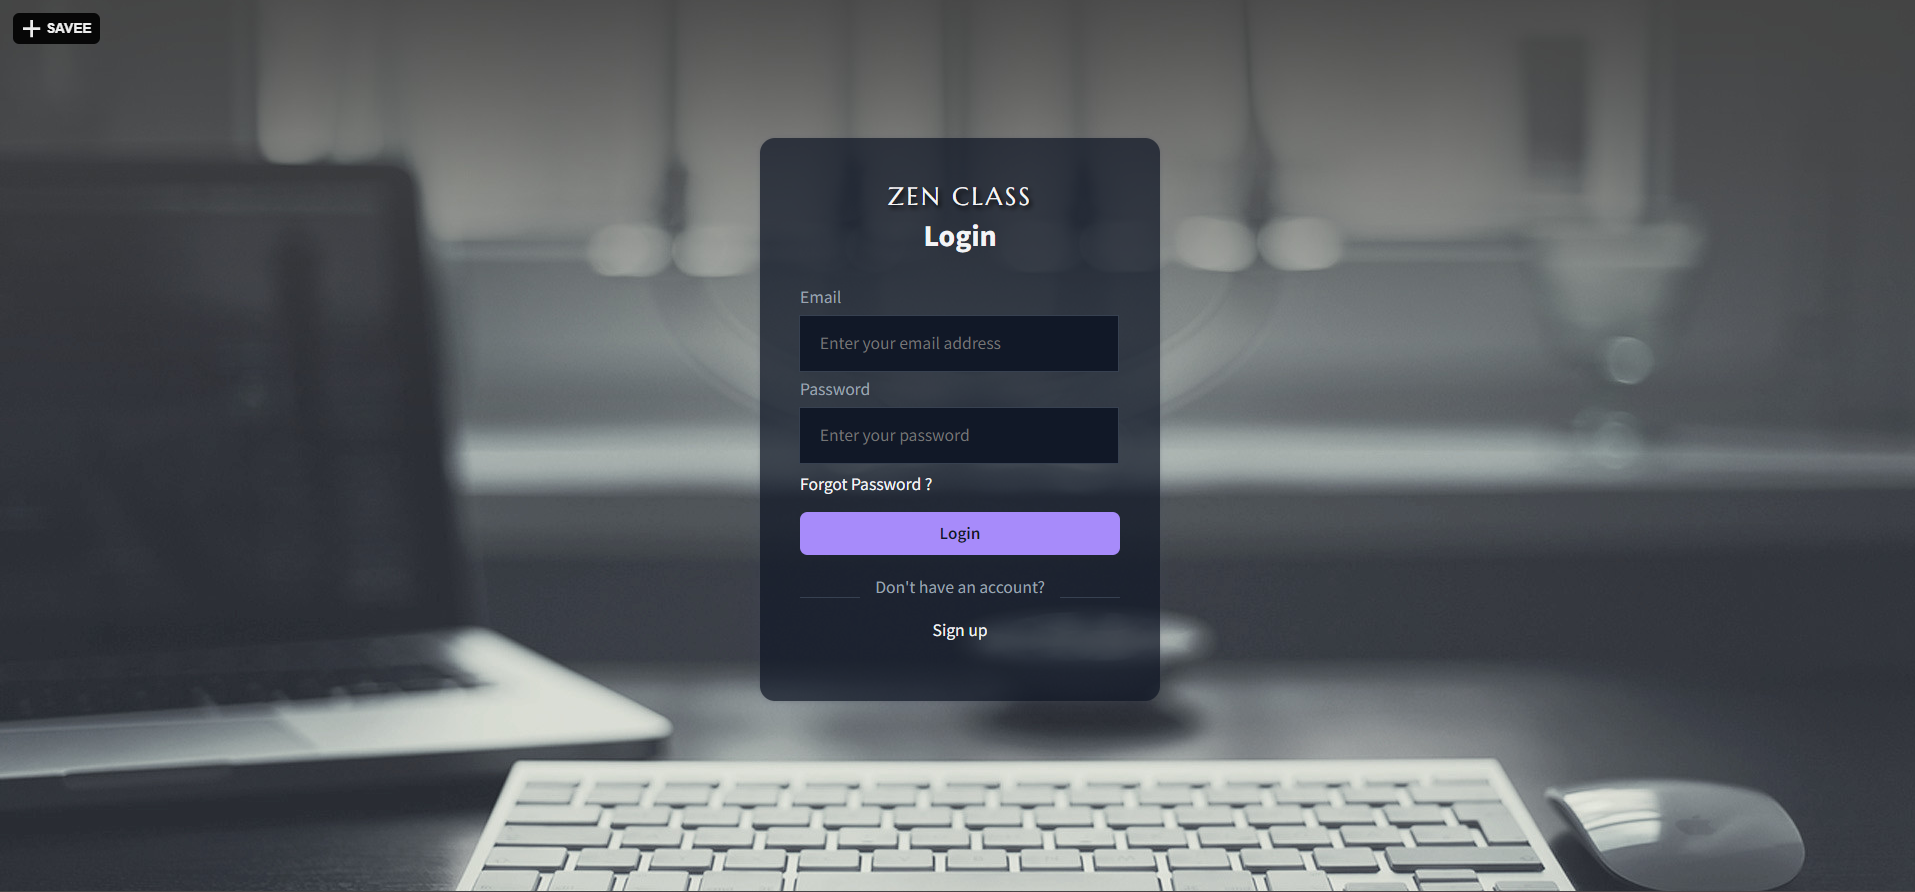 SAVEE
ZEN CLASS
Login
Email
Enter your email address
Password
Enter your password
Forgot Password ?
Login
Don't have an account?
Sign up